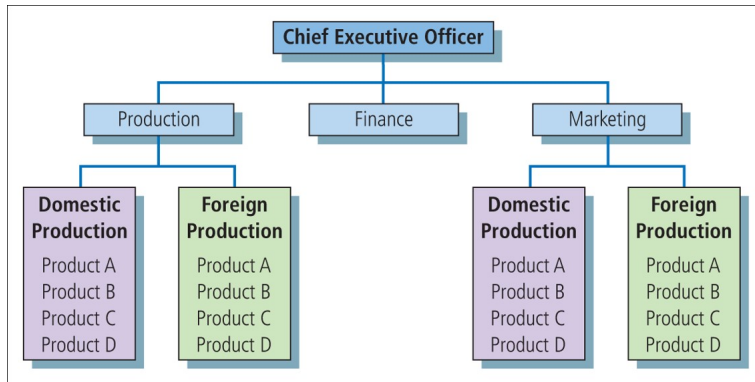 Chief Executive Officer
Production
Finance
Marketing
Domestic
Production
Product A
Product B
Product C
Product D
Foreign
Production
Product A
Product B
Product C
Product D
Domestic
Production
Product A
Product B
Product C
Product D
Foreign
Production
Product A
Product B
Product C
Product D